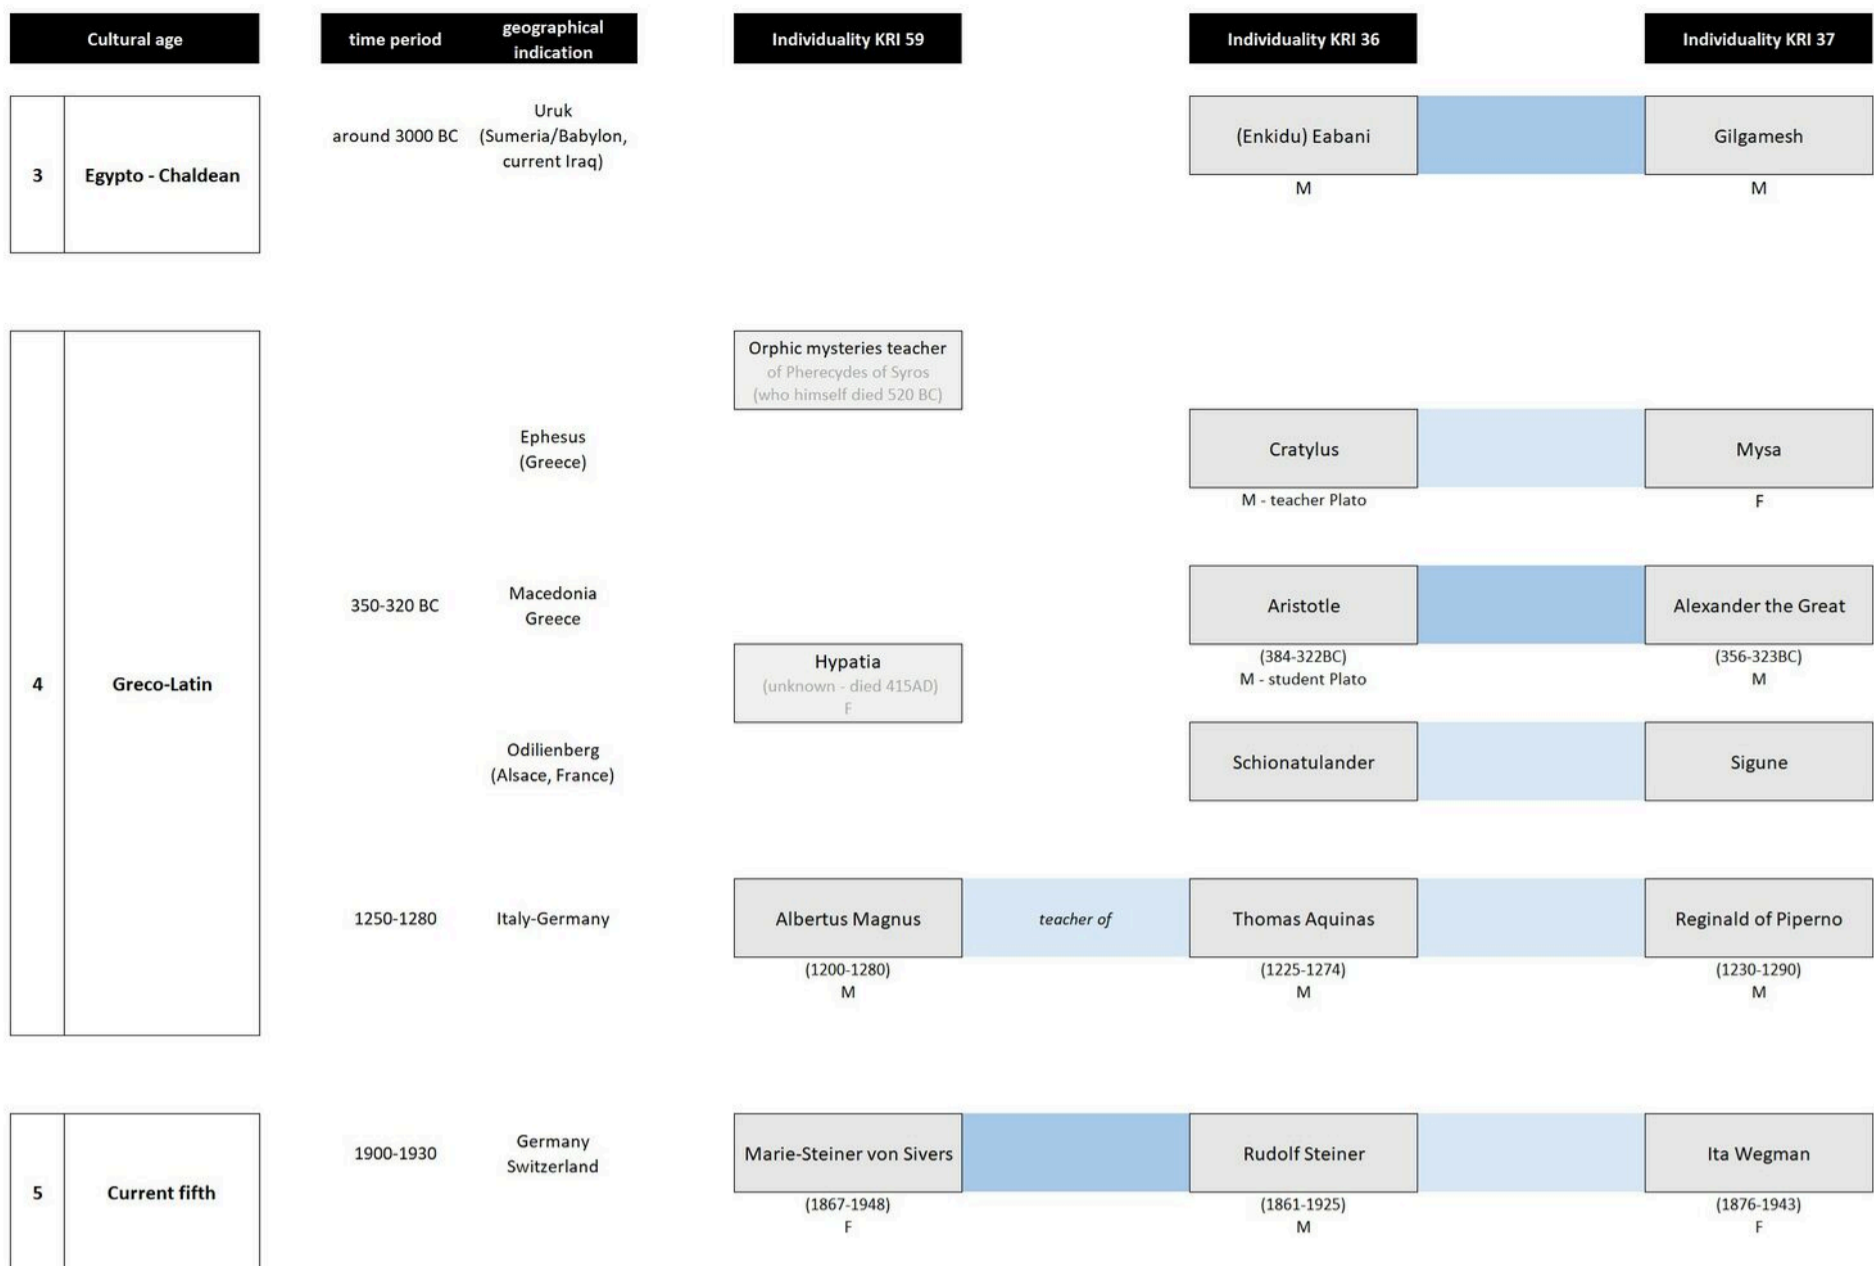 Cultural age
time period
geographical
indication
Individuality KRI 59
Individuality KRI 36
Individuality KRI 37
3
Egypto - Chaldean
around 3000 BC
Uruk
(Sumeria/Babylon,
current Iraq)
(Enkidu) Eabani
M
Gilgamesh
M
4
Greco-Latin
Orphic mysteries teacher
of Pherecydes of Syros
(who himself died 520 BC)
Ephesus
(Greece)
Cratylus
M - teacher Plato
Mysa
F
350-320 BC
Macedonia
Greece
Aristotle
(384-322BC)
M - student Plato
Alexander the Great
(356-323BC)
M
Hypatia
(unknown - died 415AD)
F
Odilienberg
(Alsace, France)
Schionatulander
Sigune
1250-1280
Italy-Germany
Albertus Magnus
(1200-1280)
M
teacher of
Thomas Aquinas
(1225-1274)
M
Reginald of Piperno
(1230-1290)
M
5
Current fifth
1900-1930
Germany
Switzerland
Marie-Steiner von Sivers
(1867-1948)
F
Rudolf Steiner
(1861-1925)
M
Ita Wegman
(1876-1943)
F